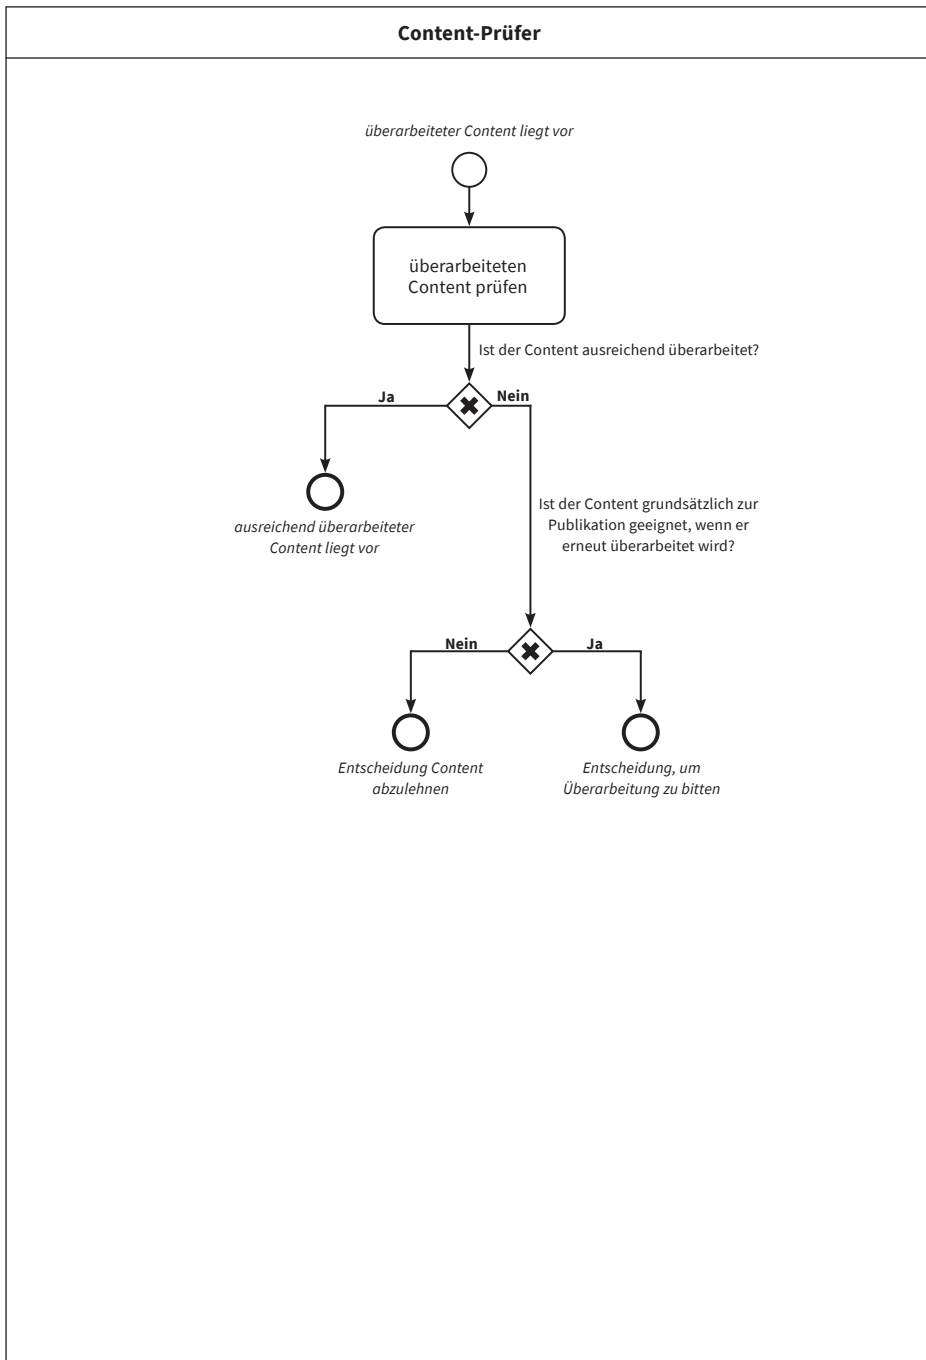 Content-Prüfer
überarbeiteter Content liegt vor
überarbeiteten
Content prüfen
Ist der Content ausreichend überarbeitet?
Ja
Nein
ausreichend überarbeiteter
Content liegt vor
Ist der Content grundsätzlich zur
Publikation geeignet, wenn er
erneut überarbeitet wird?
Nein
Ja
Entscheidung Content
abzulehnen
Entscheidung, um
Überarbeitung zu bitten